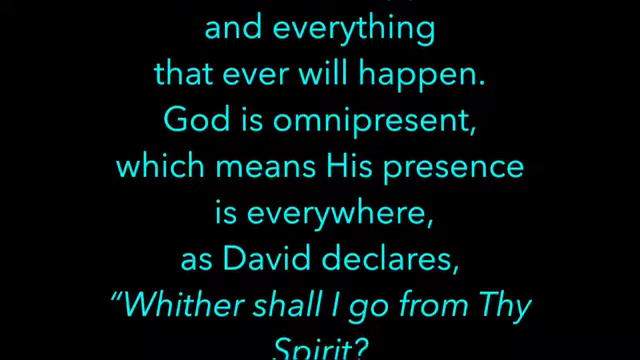 and everything
that ever will happen.
God is omnipresent,
which means His presence
is everywhere,
as David declares,
“Whither shall I go from Thy
Spirit?